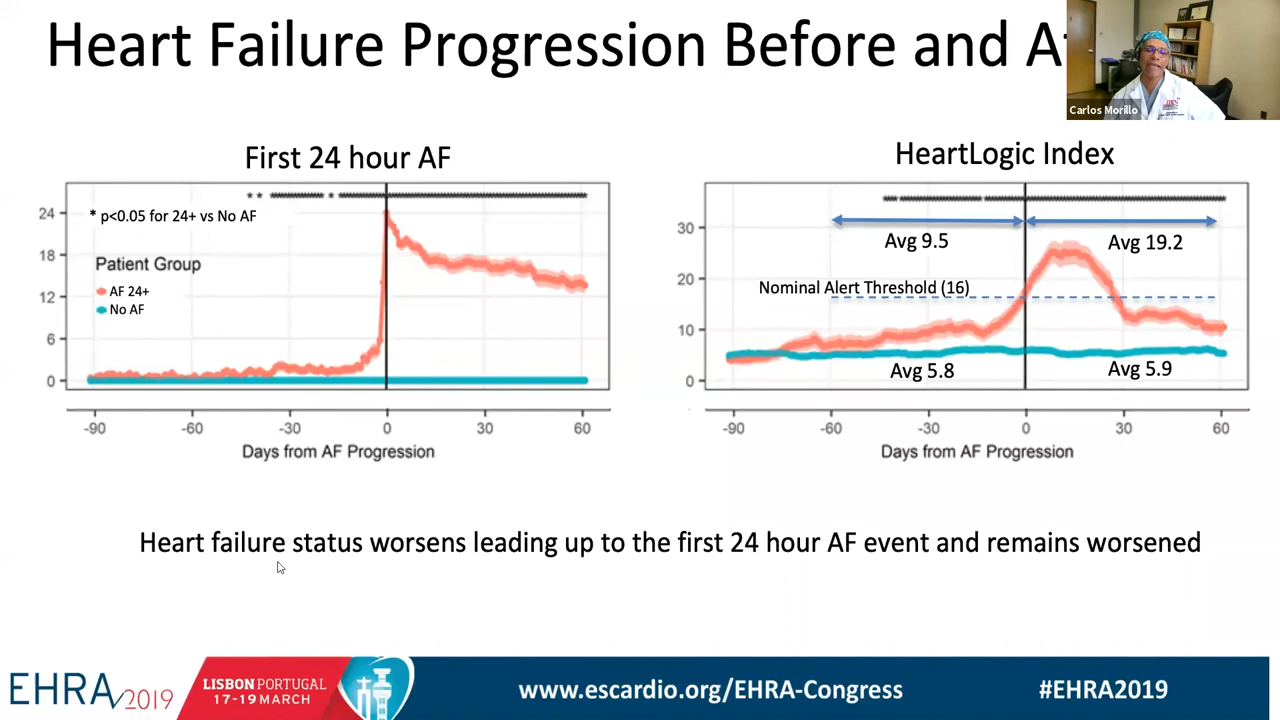 Heart Failure Progression Before and A
Carlos Morillo
First 24 hour AF
* p<0.05 for 24+ vs No AF
Patient Group
AF 24+
No AF
24
18
12
6
0
-90 -60 -30 0 30 60
Days from AF Progression
HeartLogic Index
Avg 9.5
Avg 19.2
Nominal Alert Threshold (16)
Avg 5.8
Avg 5.9
30
20
10
0
-90 -60 -30 0 30 60
Days from AF Progression
Heart failure status worsens leading up to the first 24 hour AF event and remains worsened
EHRA 2019
LISBON PORTUGAL
17-19 MARCH
www.escardio.org/EHRA-Congress
#EHRA2019